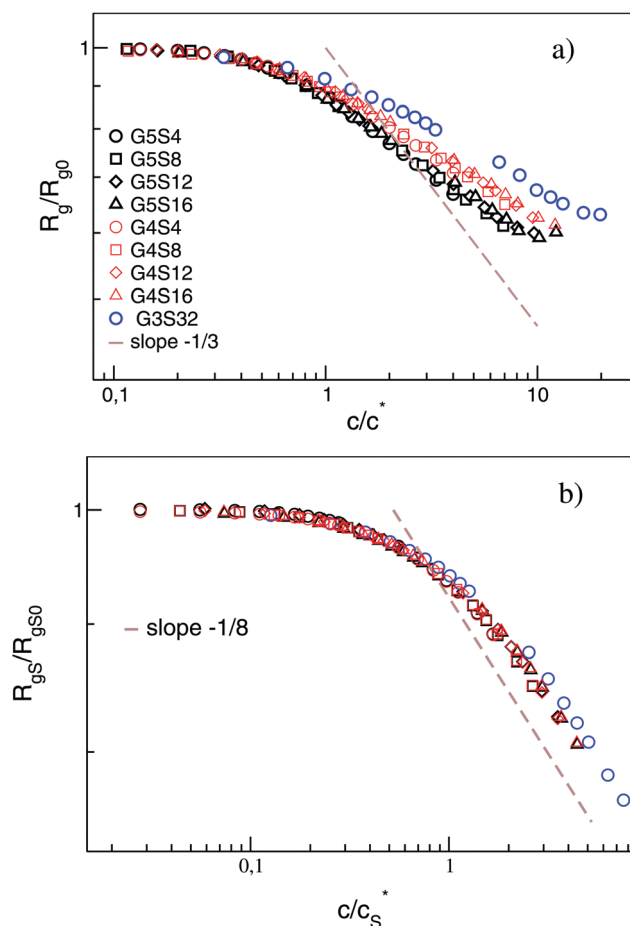 a)
1
R_g/R_g0
G5S4
G5S8
G5S12
G5S16
G4S4
G4S8
G4S12
G4S16
G3S32
slope -1/3
0,1 1 10
c/c*
b)
1
R_gS/R_gS0
slope -1/8
0,1 1
c/c_S*